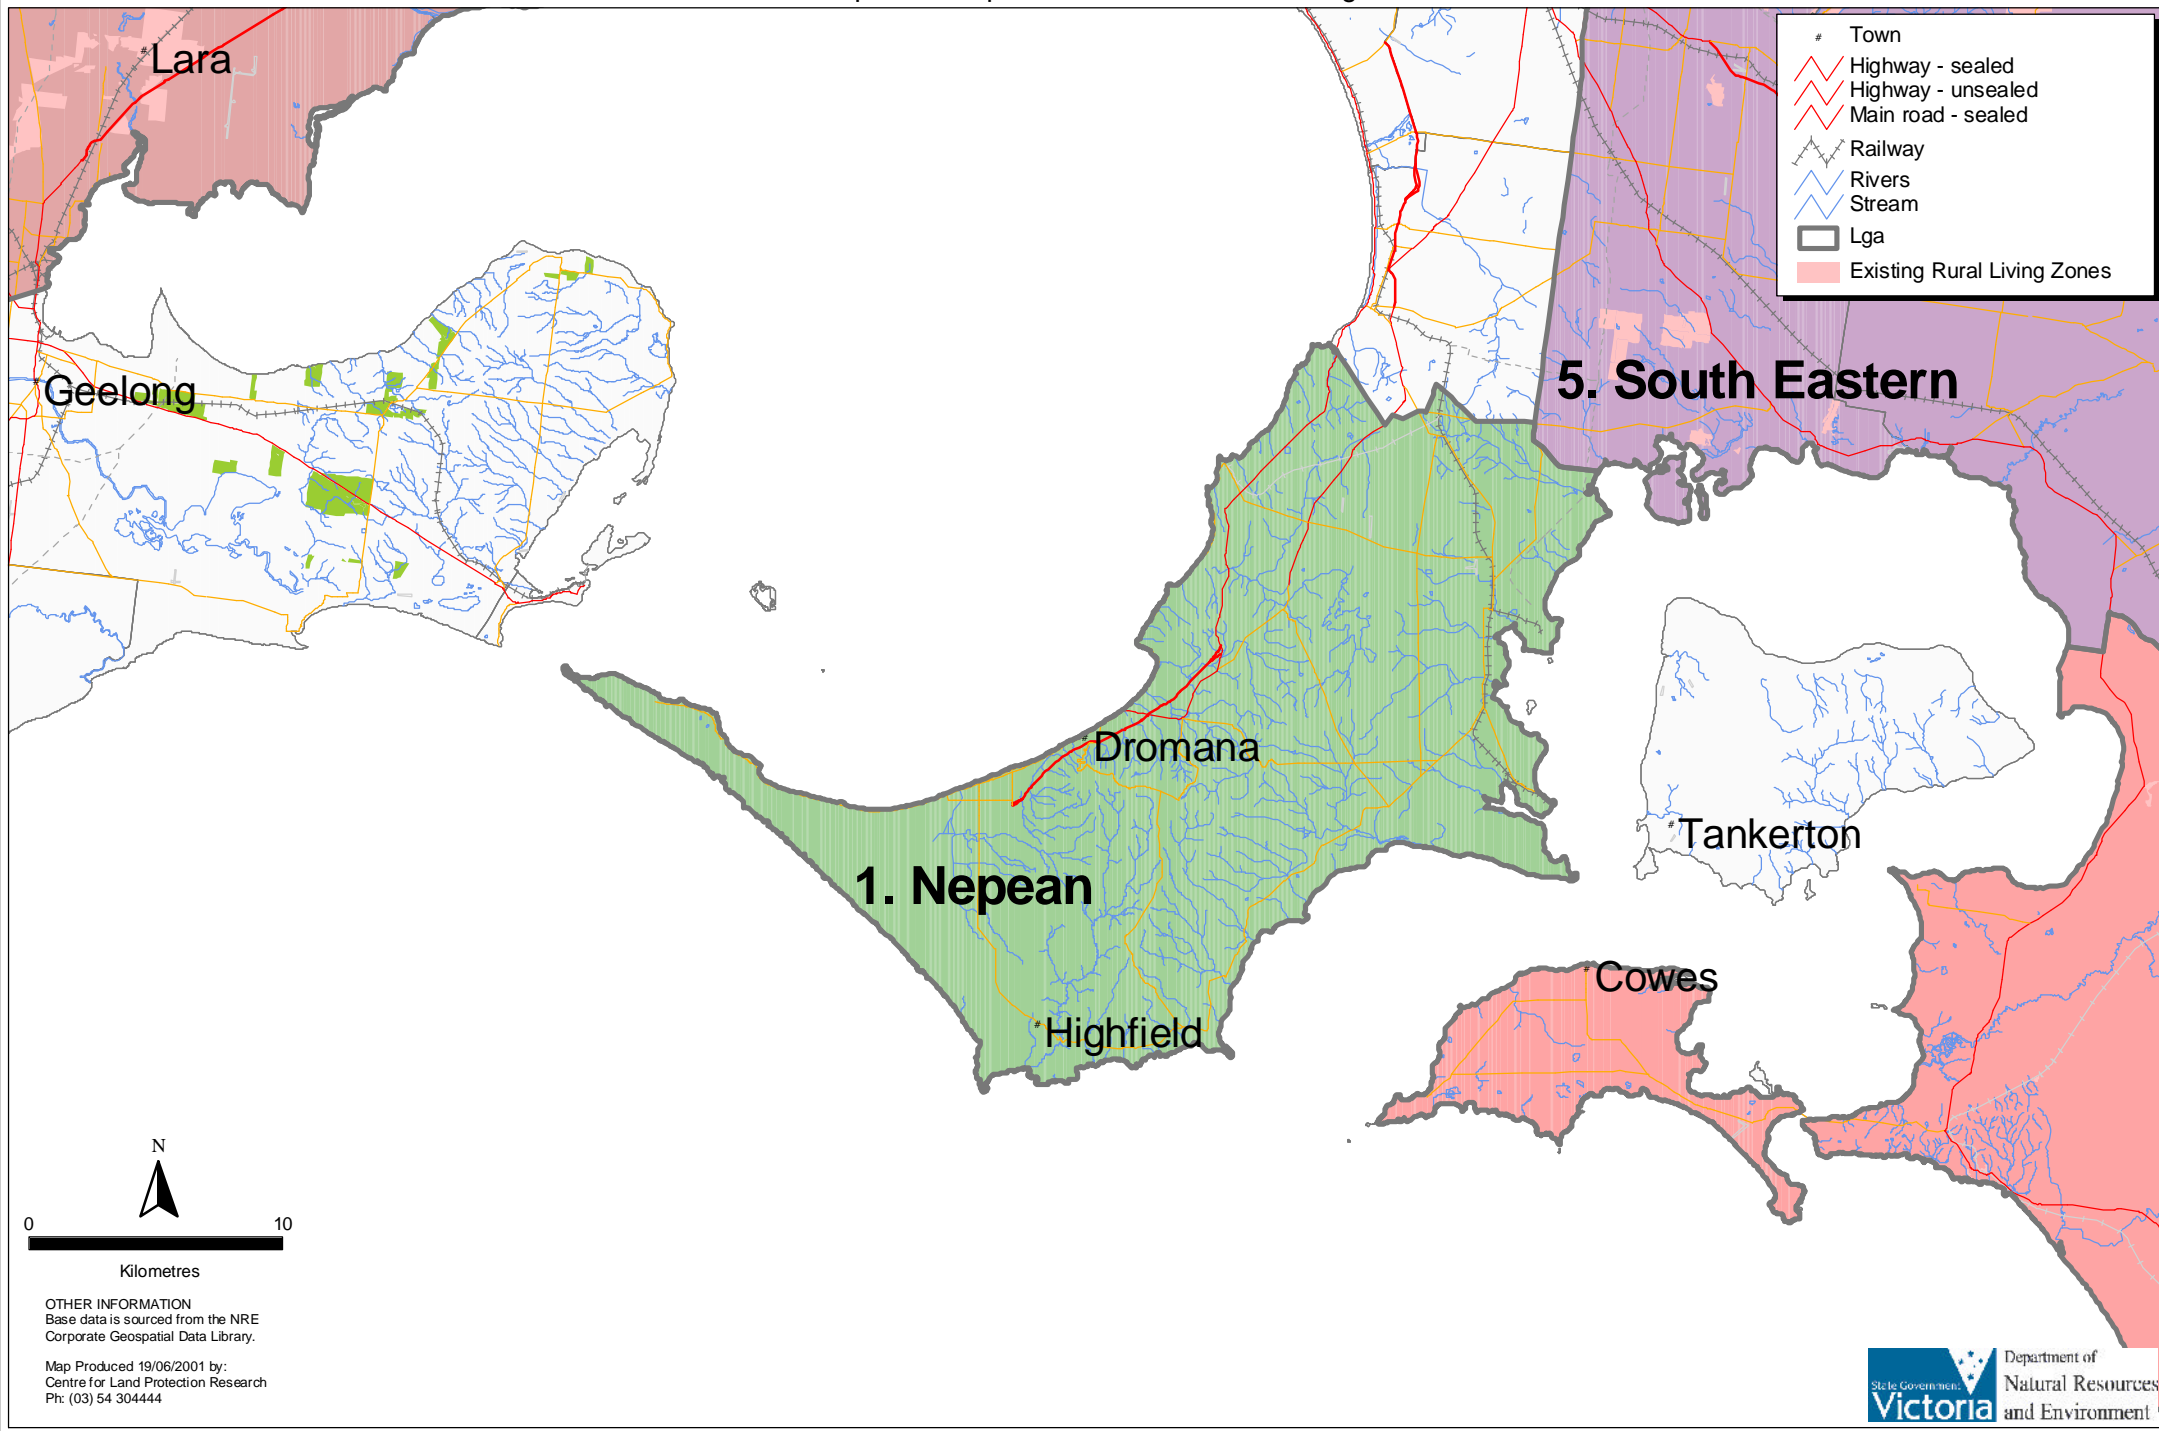 Town
Highway - sealed
Highway - unsealed
Main road - sealed
Railway
Rivers
Stream
Lga
Existing Rural Living Zones
Lara
Geelong
5. South Eastern
Dromana
Tankerton
1. Nepean
Cowes
Highfield
N
0 10
Kilometres
OTHER INFORMATION
Base data is sourced from the NRE
Corporate Geospatial Data Library.
Map Produced 19/06/2001 by:
Centre for Land Protection Research
Ph: (03) 54 304444
State Government
Victoria
Department of
Natural Resources
and Environment